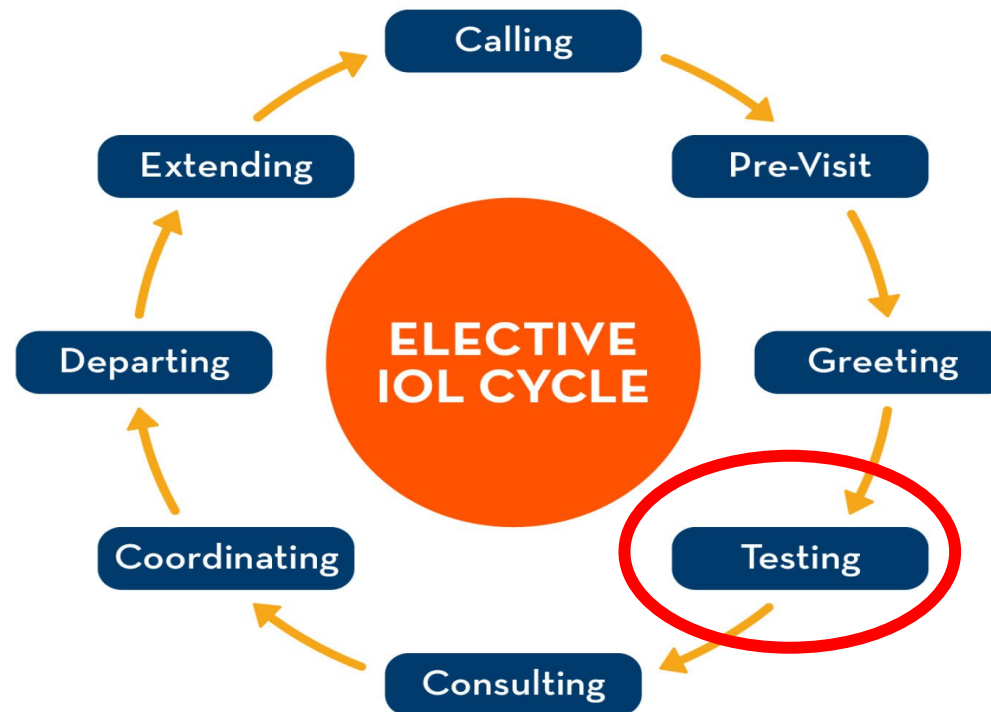 Calling
Extending
Pre-Visit
ELECTIVE
IOL CYCLE
Departing
Greeting
Coordinating
Testing
Consulting